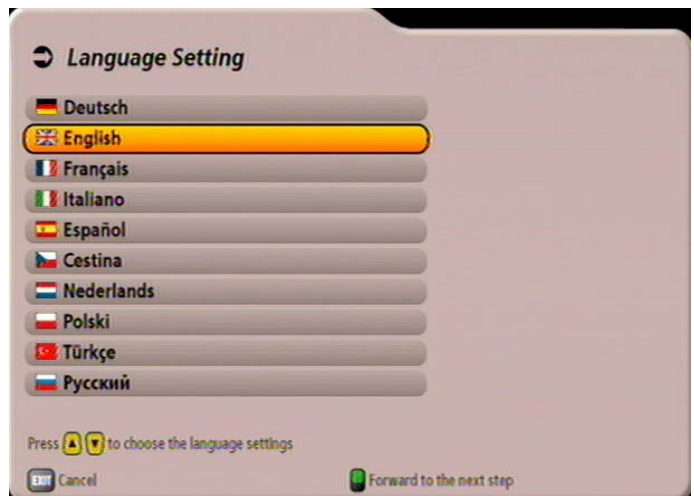 Language Setting
Deutsch
English
Français
Italiano
Español
Cestina
Nederlands
Polski
Türkçe
Русский
Press ▲ ▼ to choose the language settings
EXIT Cancel
Forward to the next step